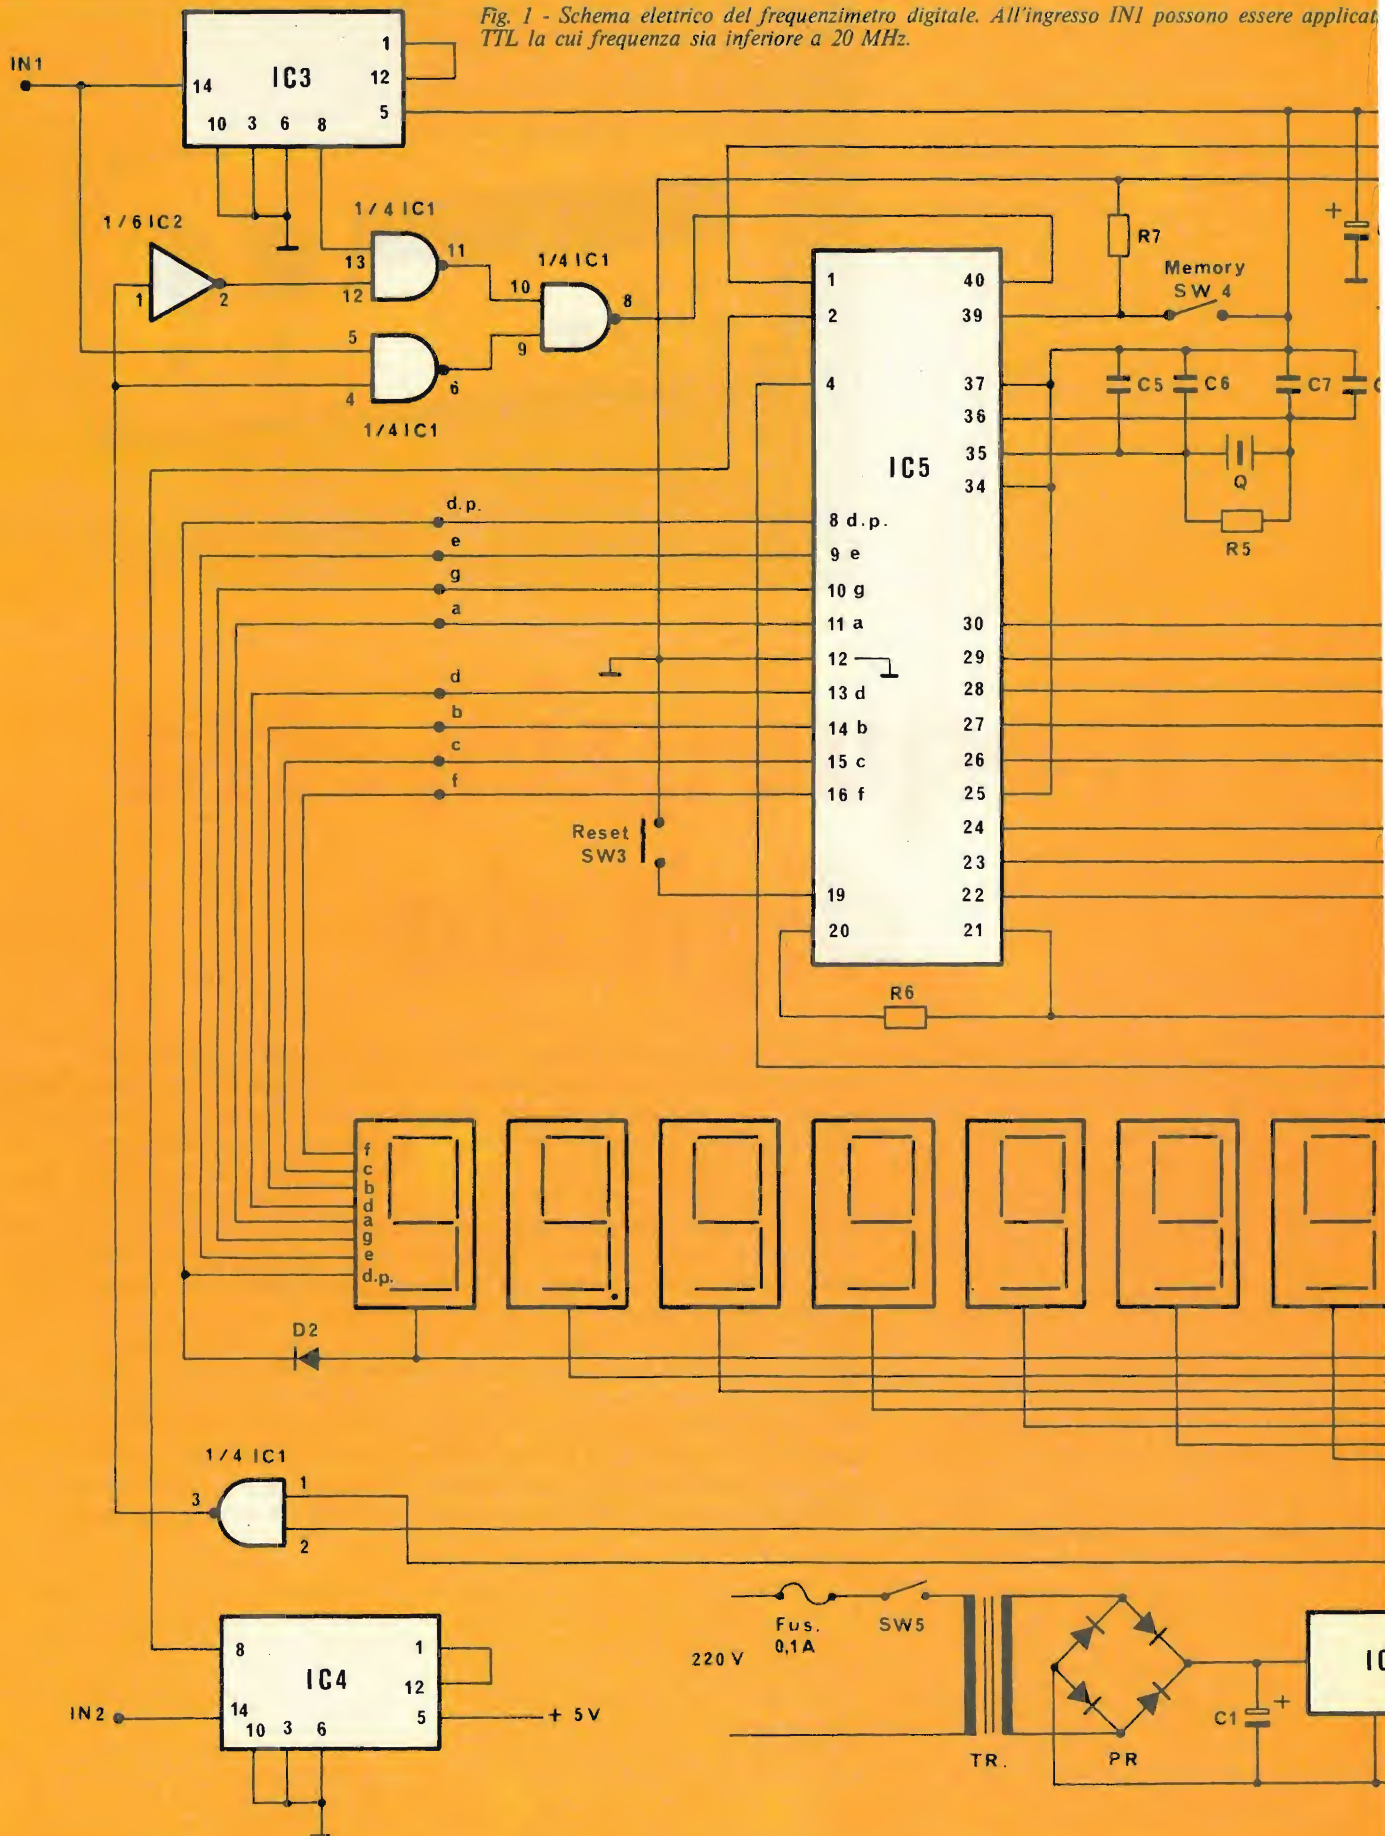 Fig. 1 - Schema elettrico del frequenzimetro digitale. All'ingresso IN1 possono essere applicat
TTL la cui frequenza sia inferiore a 20 MHz.
IN1
IC3
1
12
5
14
10 3 6 8
1/6 IC2
1
2
1/4 IC1
13
12
11
1/4 IC1
10
9
8
5
4
6
1/4 IC1
R7
+
Memory
SW 4
C5
C6
C7
Q
R5
IC5
1
2
4
8 d.p.
9 e
10 g
11 a
12
13 d
14 b
15 c
16 f
19
20
40
39
37
36
35
34
30
29
28
27
26
25
24
23
22
21
d.p.
e
g
a
d
b
c
f
Reset
SW3
R6
f
c
b
d
a
g
e
d.p.
D2
1/4 IC1
3
1
2
Fus.
0,1A
SW5
220 V
TR.
PR
C1
+
IC
IC4
8
1
12
14
5
10 3 6
IN2
+ 5V